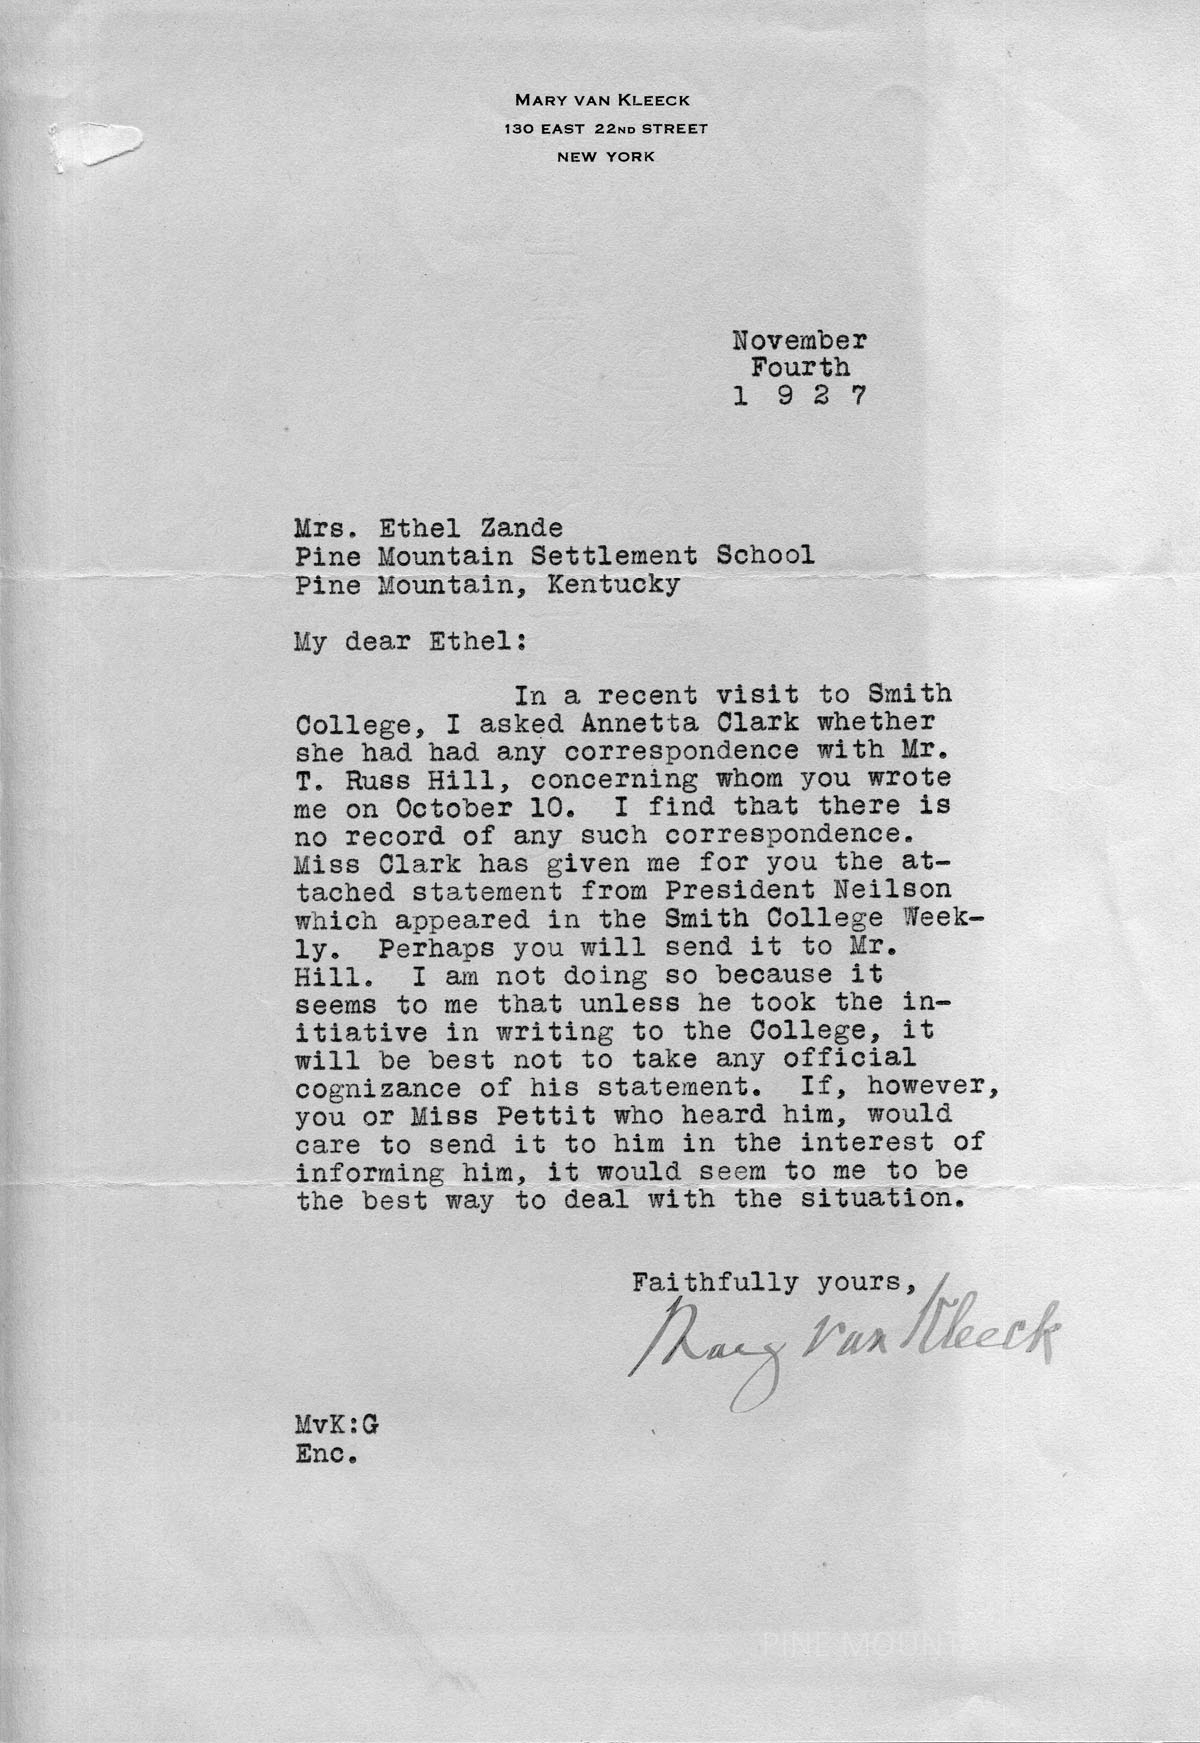 MARY VAN KLEECK
130 EAST 22ND STREET
NEW YORK
November
Fourth
1 9 2 7
Mrs. Ethel Zande
Pine Mountain Settlement School
Pine Mountain, Kentucky
My dear Ethel:
In a recent visit to Smith
College, I asked Annetta Clark whether
she had had any correspondence with Mr.
T. Russ Hill, concerning whom you wrote
me on October 10. I find that there is
no record of any such correspondence.
Miss Clark has given me for you the at-
tached statement from President Neilson
which appeared in the Smith College Week-
ly. Perhaps you will send it to Mr.
Hill. I am not doing so because it
seems to me that unless he took the in-
itiative in writing to the College, it
will be best not to take any official
cognizance of his statement. If, however,
you or Miss Pettit who heard him, would
care to send it to him in the interest of
informing him, it would seem to me to be
the best way to deal with the situation.
Faithfully yours,
Mary van Kleeck
MvK:G
Enc.
PINE MOUNTAIN